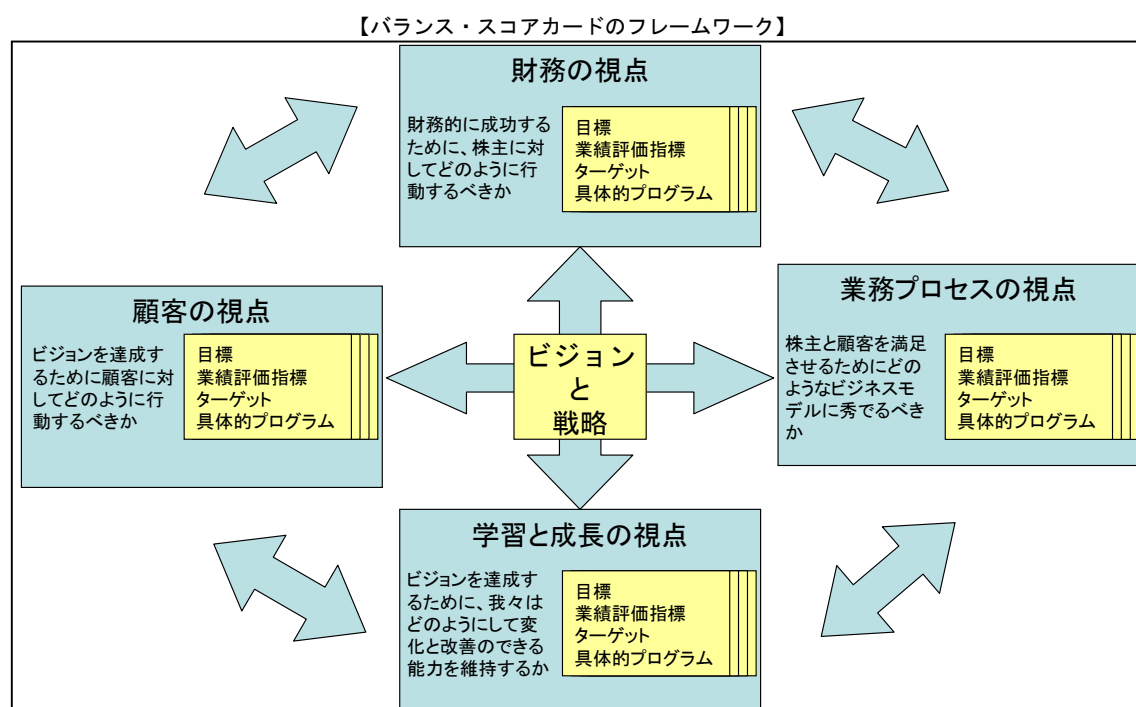 【バランス・スコアカードのフレームワーク】
財務の視点
財務的に成功する
ために、株主に対
してどのように行
動するべきか
目標
業績評価指標
ターゲット
具体的プログラム
顧客の視点
ビジョンを達成す
るために顧客に対
してどのように行
動するべきか
目標
業績評価指標
ターゲット
具体的プログラム
ビジョン
と
戦略
業務プロセスの視点
株主と顧客を満足
させるためにどの
ようなビジネスモ
デルに秀でるべき
か
目標
業績評価指標
ターゲット
具体的プログラム
学習と成長の視点
ビジョンを達成す
るために、我々は
どのようにして変
化と改善のできる
能力を維持するか
目標
業績評価指標
ターゲット
具体的プログラム